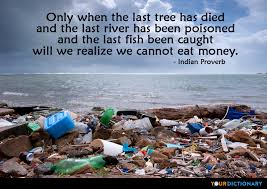 Only when the last tree has died
and the last river has been poisoned
and the last fish been caught
will we realize we cannot eat money.
- Indian Proverb
YOURDICTIONARY